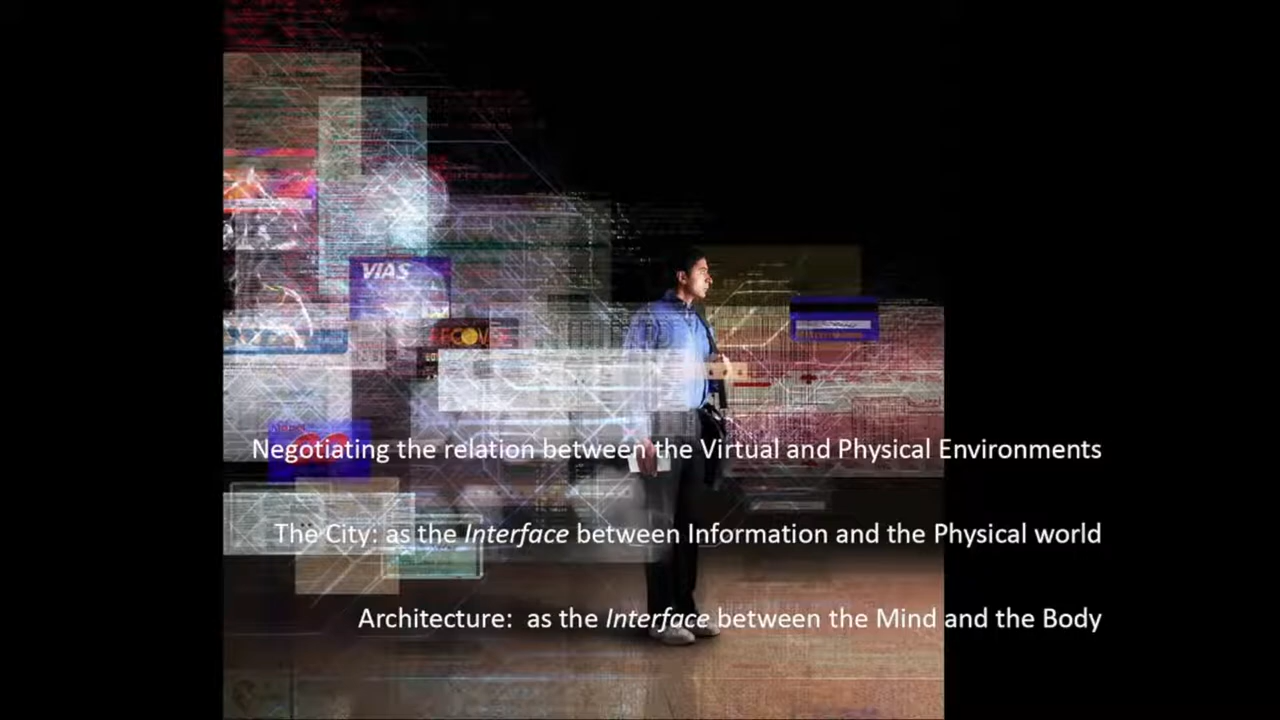 VIAS
Negotiating the relation between the Virtual and Physical Environments
The City: as the Interface between Information and the Physical world
Architecture:  as the Interface between the Mind and the Body